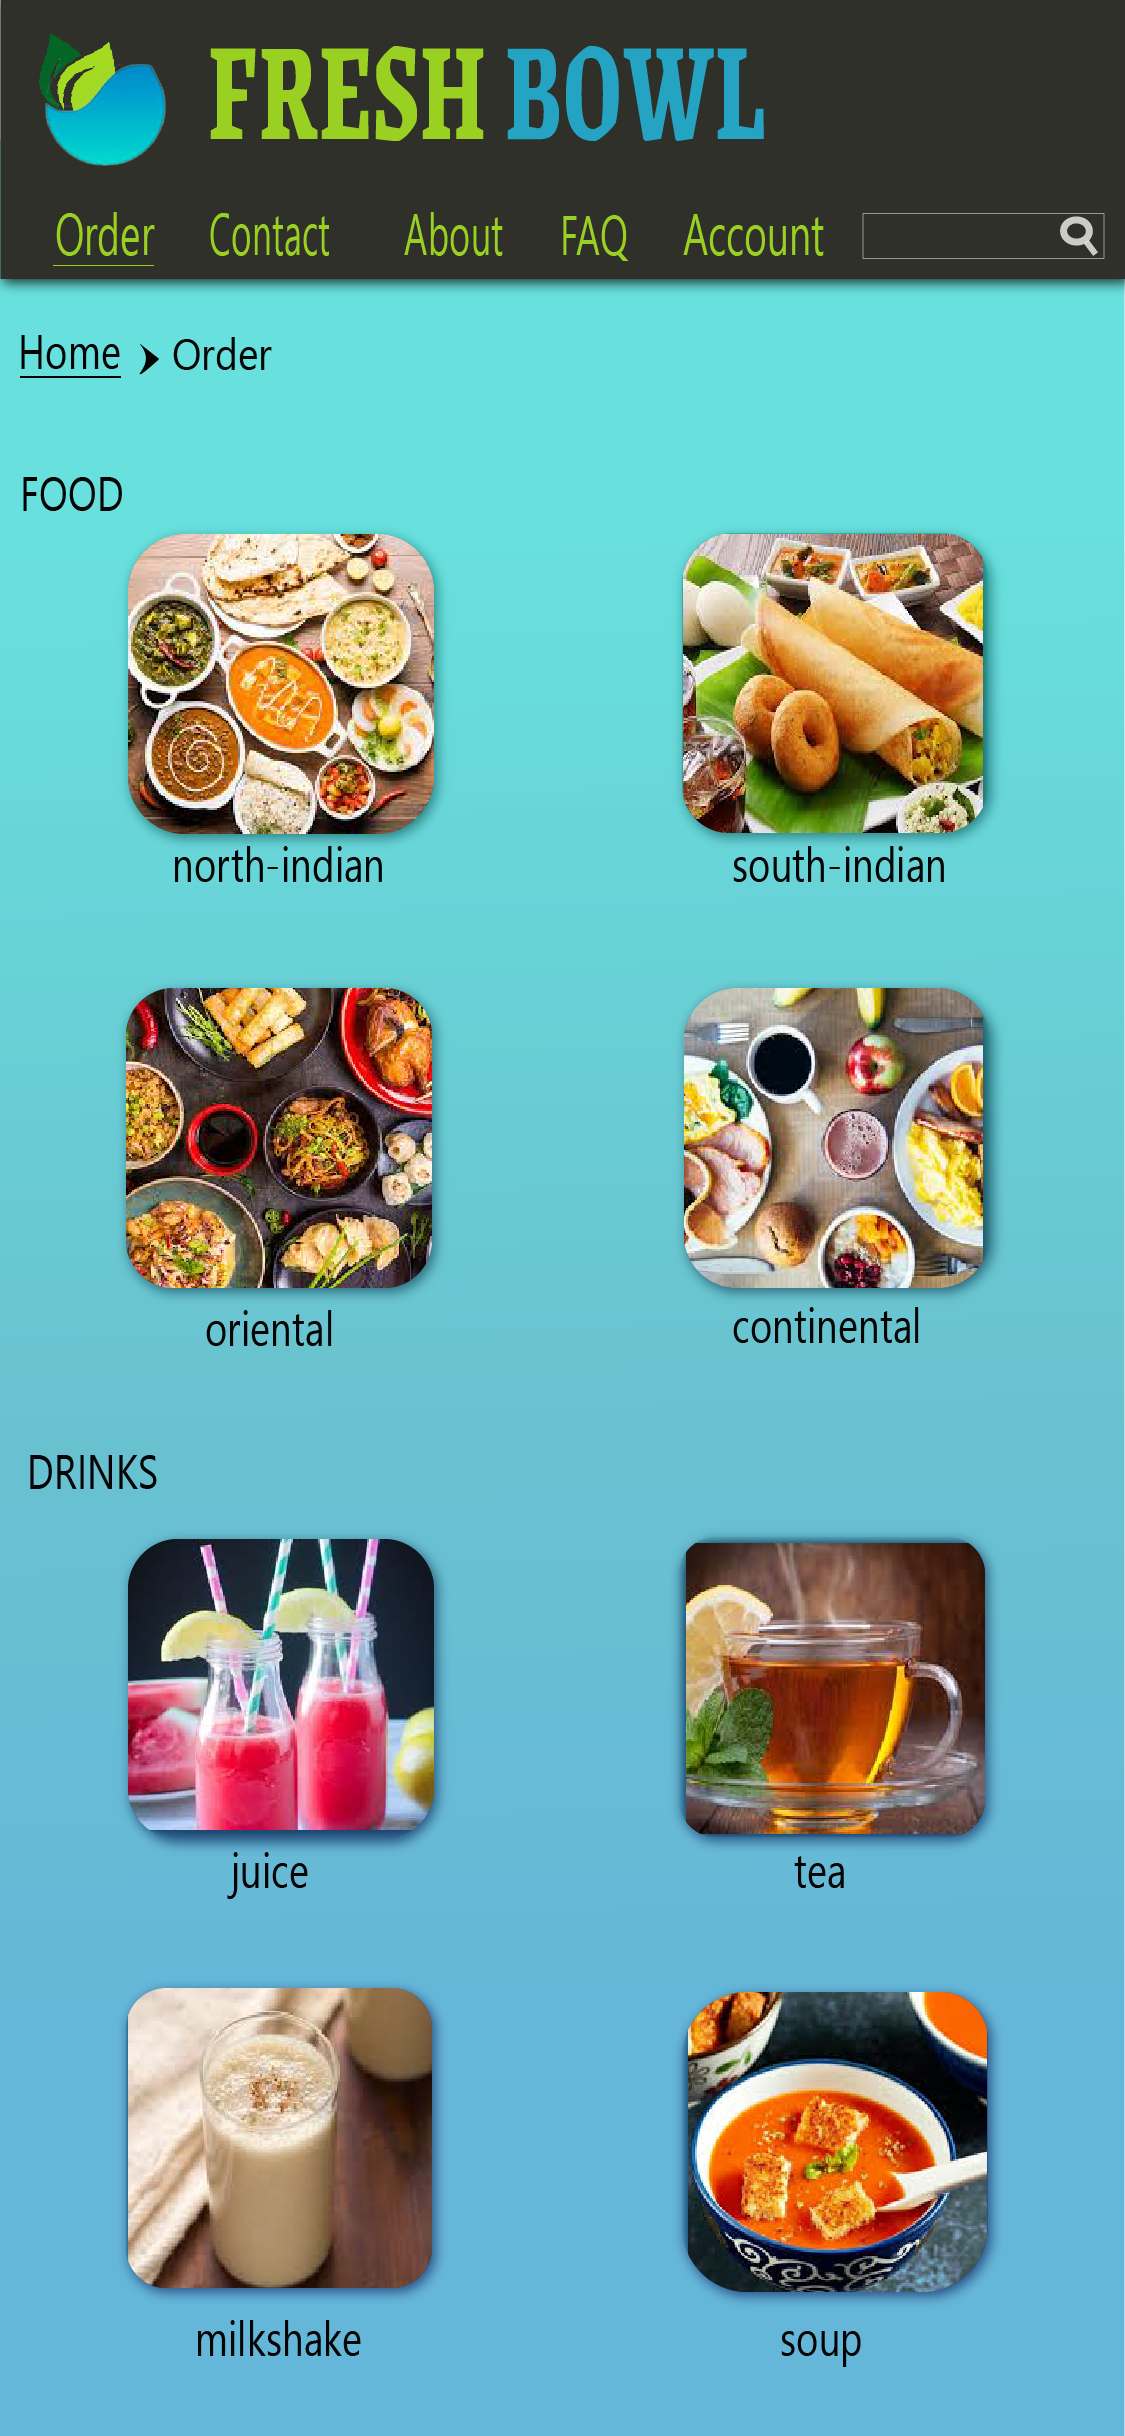 FRESH BOWL
Order Contact About FAQ Account
Home Order
FOOD
north-indian south-indian
oriental continental
DRINKS
juice tea
milkshake soup